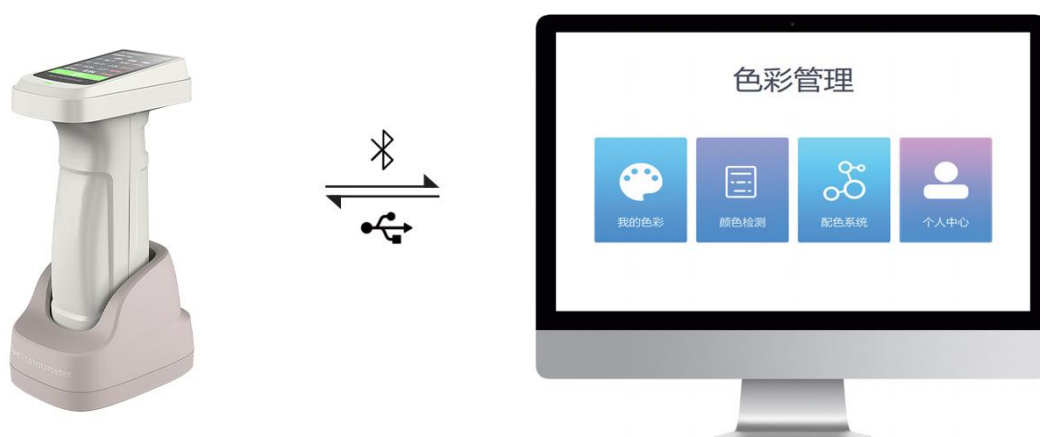 色彩管理
我的色彩
颜色检测
配色系统
个人中心